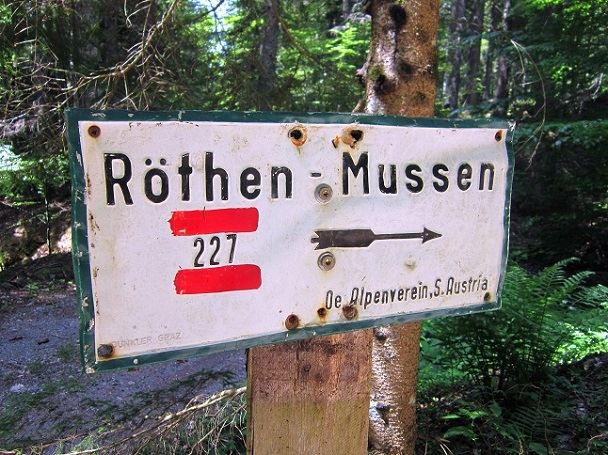 Röthen - Mussen
227
Oe Alpenverein, S. Austria